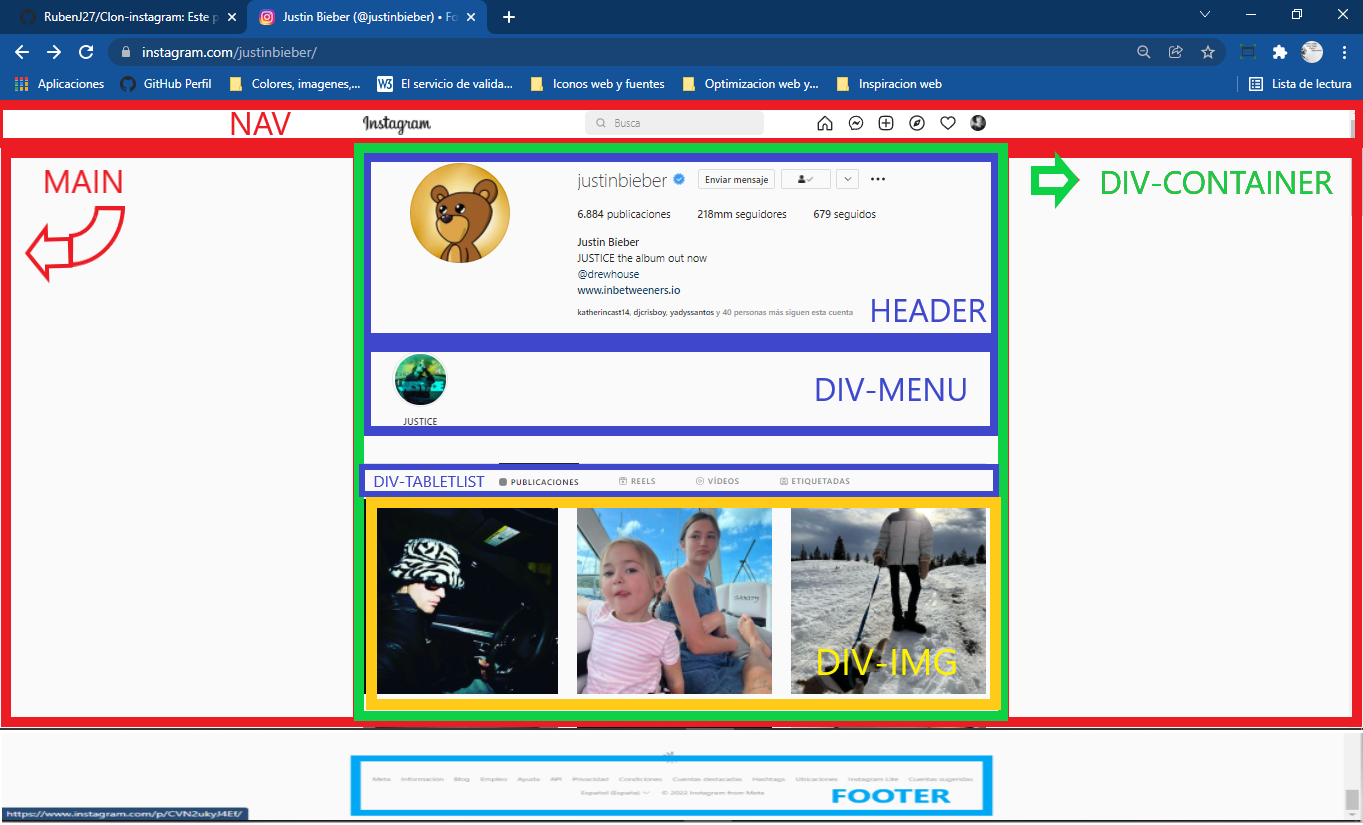 RubenJ27/Clon-instagram: Este p
Justin Bieber (@justinbieber) • Fo
instagram.com/justinbieber/
Aplicaciones
GitHub Perfil
Colores, imagenes,...
W3 El servicio de valida...
Iconos web y fuentes
Optimizacion web y...
Inspiracion web
Lista de lectura
NAV
Instagram
Busca
MAIN
DIV-CONTAINER
justinbieber
Enviar mensaje
6.884 publicaciones
218mm seguidores
679 seguidos
Justin Bieber
JUSTICE the album out now
@drewhouse
www.inbetweeners.io
katherincast14, djcrisboy, yadyssantos y 40 personas más siguen esta cuenta
HEADER
DIV-MENU
JUSTICE
DIV-TABLETLIST
PUBLICACIONES
REELS
VÍDEOS
ETIQUETADAS
DIV-IMG
Meta Información Blog Empleo Ayuda API Privacidad Condiciones Cuentas destacadas Hashtags Ubicaciones Instagram Lite Cuentas sugeridas
Español (España) © 2022 Instagram from Meta
FOOTER
https://www.instagram.com/p/CVN2ukyJ4Ef/